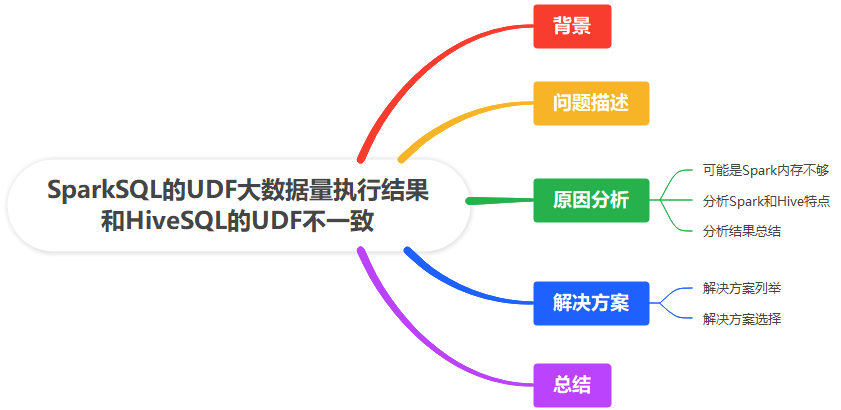 SparkSQL的UDF大数据量执行结果
和HiveSQL的UDF不一致
背景
问题描述
原因分析
可能是Spark内存不够
分析Spark和Hive特点
分析结果总结
解决方案
解决方案列举
解决方案选择
总结